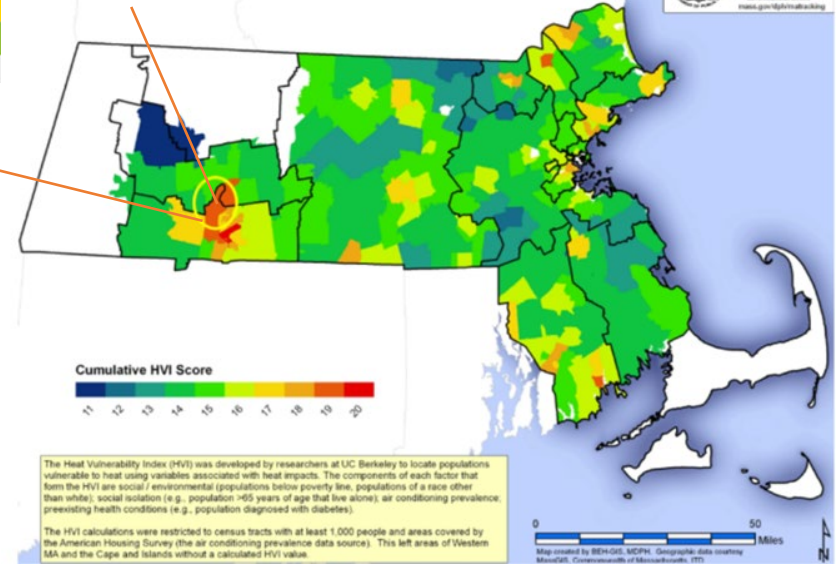 mass.gov/dph/matracking
Cumulative HVI Score
11 12 13 14 15 16 17 18 19 20
The Heat Vulnerability Index (HVI) was developed by researchers at UC Berkeley to locate populations
vulnerable to heat impacts using variables associated with heat impacts. The components of each factor that
form the HVI are social / environmental (populations below poverty line, populations of a race other
than white); social isolation (e.g., population >65 years of age that live alone); air conditioning prevalence;
preexisting health conditions (e.g., population diagnosed with diabetes).
The HVI calculations were restricted to census tracts with at least 1,000 people and areas covered by
the American Housing Survey (the air conditioning prevalence data source). This left areas of Western
MA and the Cape and Islands without a calculated HVI value.
0 50
Miles
Map created by BEH-GIS, MDPH. Geographic data courtesy
MassGIS, Commonwealth of Massachusetts, ITD
N